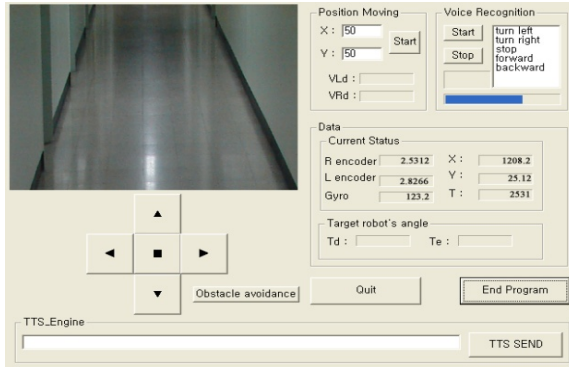 Position Moving
X : 50
Y : 50
Start
VLd :
VRd :
Voice Recognition
Start
Stop
turn left
turn right
stop
forward
backward
Data
Current Status
R encoder 2.5312
L encoder 2.8266
Gyro 123.2
X : 1208.2
Y : 25.12
T : 2531
Target robot's angle
Td : Te :
Obstacle avoidance
Quit
End Program
TTS_Engine
TTS SEND